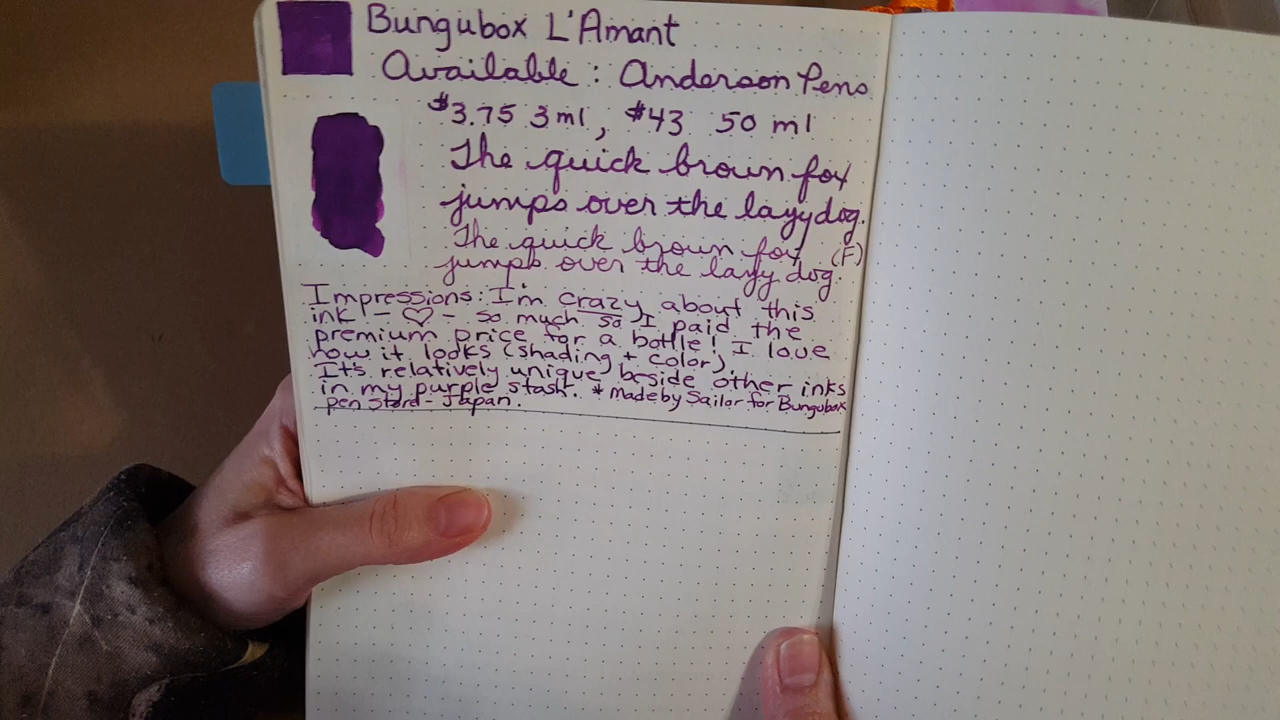 Bungubox L'Amant
Available: Anderson Pens
$3.75 3ml, $43 50 ml
The quick brown fox
jumps over the lazy dog.
The quick brown fox (F)
jumps over the lazy dog.
Impressions: I'm crazy about this
ink! - ♡ - so much so I paid the
premium price for a bottle! I love
how it looks (shading + color).
It's relatively unique beside other inks
in my purple stash. * made by Sailor for Bungubox
pen store - Japan.